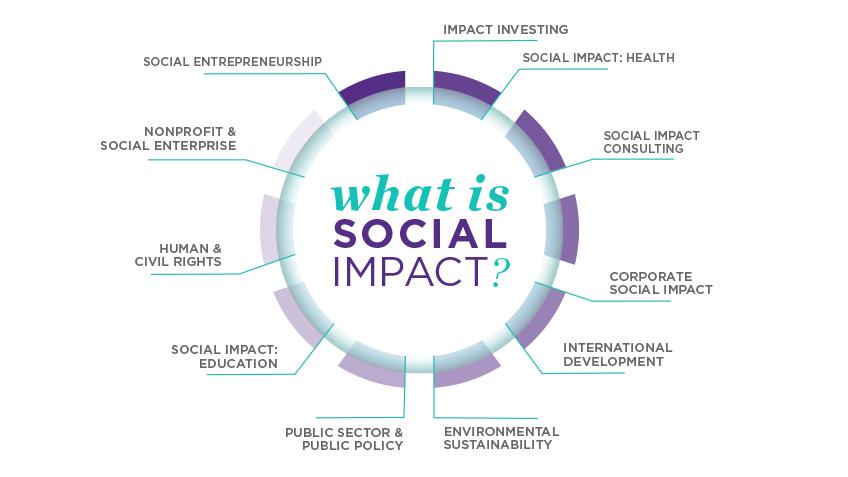 IMPACT INVESTING
SOCIAL IMPACT: HEALTH
SOCIAL IMPACT
CONSULTING
CORPORATE
SOCIAL IMPACT
INTERNATIONAL
DEVELOPMENT
ENVIRONMENTAL
SUSTAINABILITY
PUBLIC SECTOR &
PUBLIC POLICY
SOCIAL IMPACT:
EDUCATION
HUMAN &
CIVIL RIGHTS
NONPROFIT &
SOCIAL ENTERPRISE
SOCIAL ENTREPRENEURSHIP
what is
SOCIAL
IMPACT?